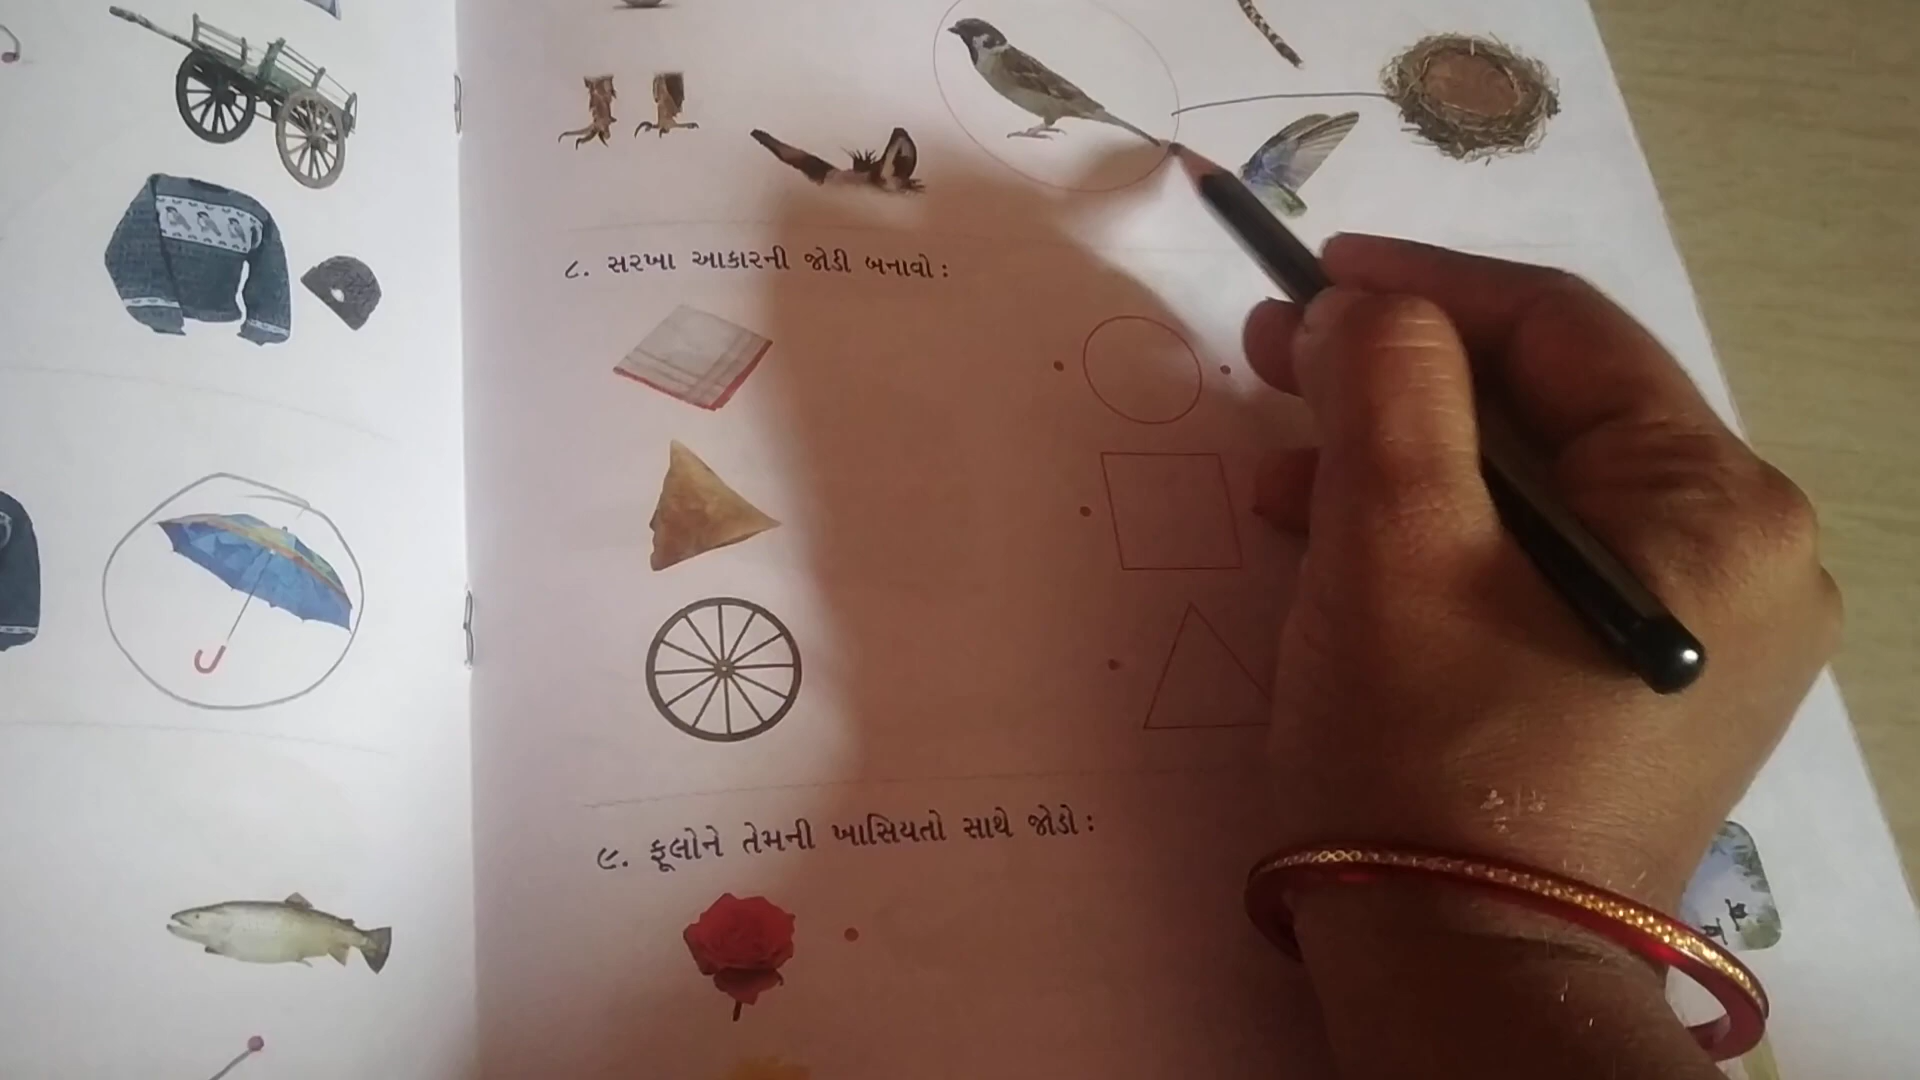 ૮. સરખા આકારની જોડી બનાવો :
૯. ફૂલોને તેમની ખાસિયતો સાથે જોડો :